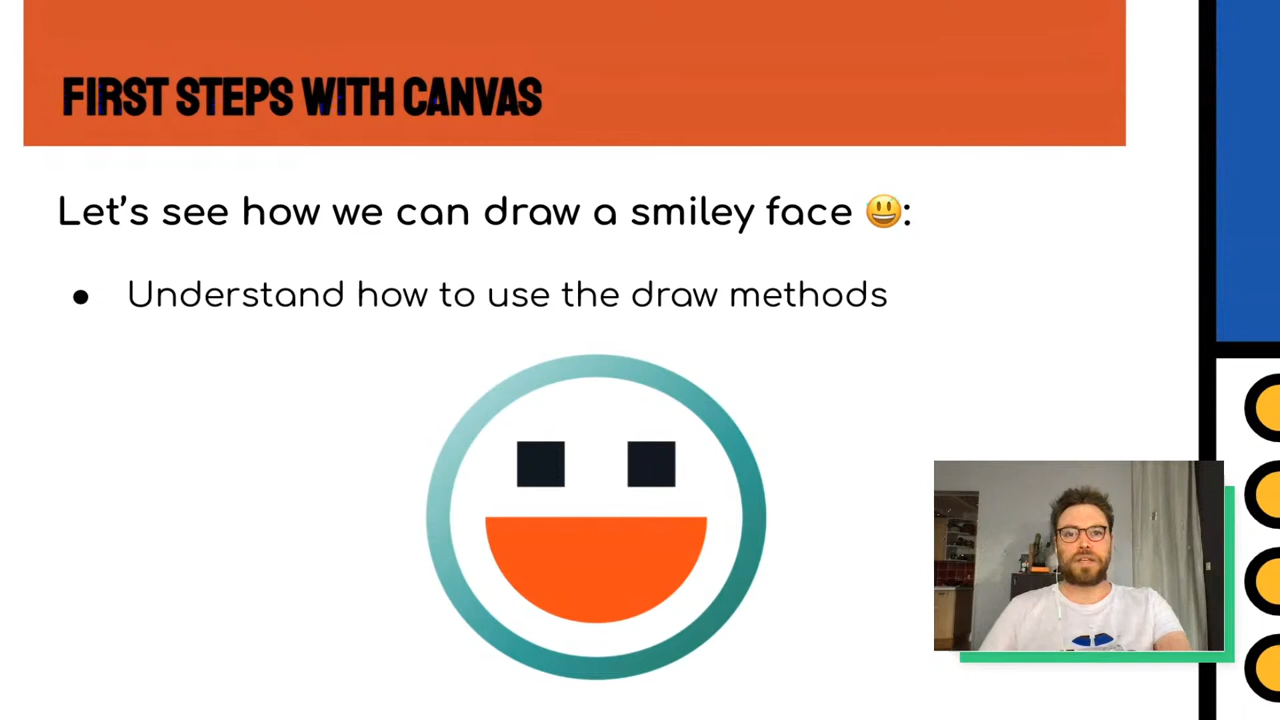 FIRST STEPS WITH CANVAS
Let's see how we can draw a smiley face 😃:
● Understand how to use the draw methods